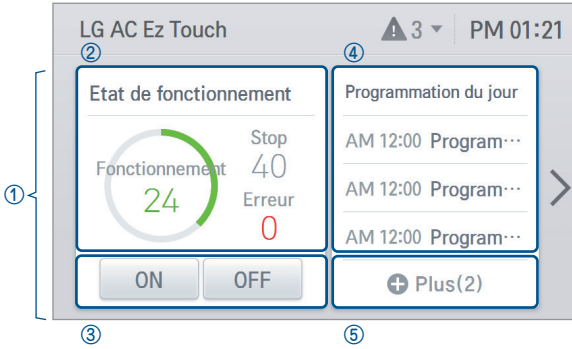 LG AC Ez Touch
3
PM 01:21
②
④
①
Etat de fonctionnement
Fonctionnement
24
Stop
40
Erreur
0
Programmation du jour
AM 12:00 Program···
AM 12:00 Program···
AM 12:00 Program···
ON
OFF
Plus(2)
③
⑤